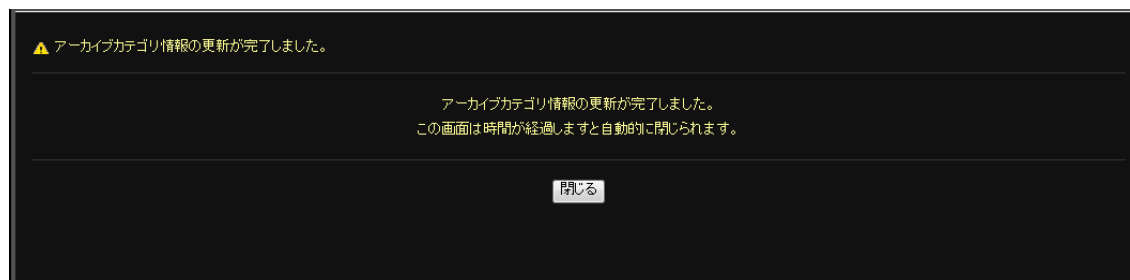 アーカイブカテゴリ情報の更新が完了しました。
アーカイブカテゴリ情報の更新が完了しました。
この画面は時間が経過しますと自動的に閉じられます。
閉じる